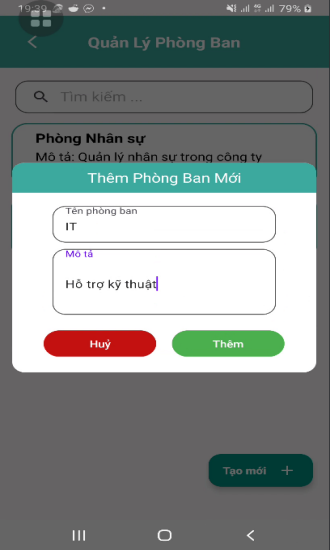 19:39
79%
Quản Lý Phòng Ban
Tìm kiếm ...
Phòng Nhân sự
Mô tả: Quản lý nhân sự trong công ty
Thêm Phòng Ban Mới
Tên phòng ban
IT
Mô tả
Hỗ trợ kỹ thuật
Huỷ
Thêm
Tạo mới